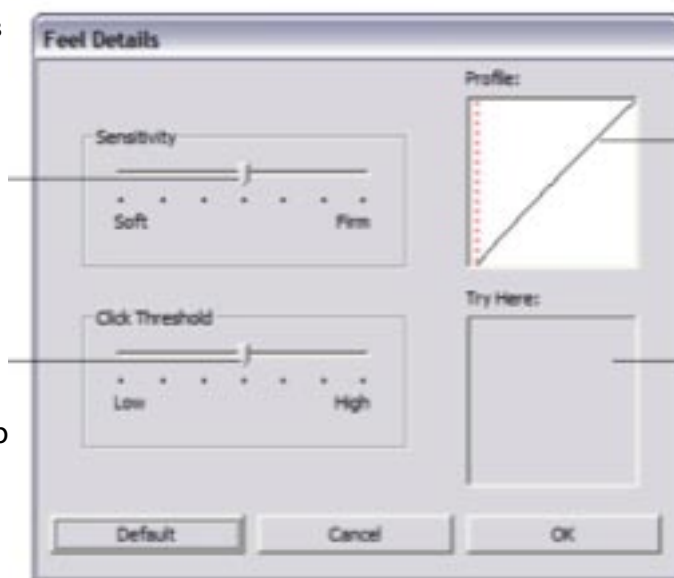 s
Feel Details
Profile:
Sensitivity
Soft Firm
Try Here:
Click Threshold
Low High
o
Default Cancel OK